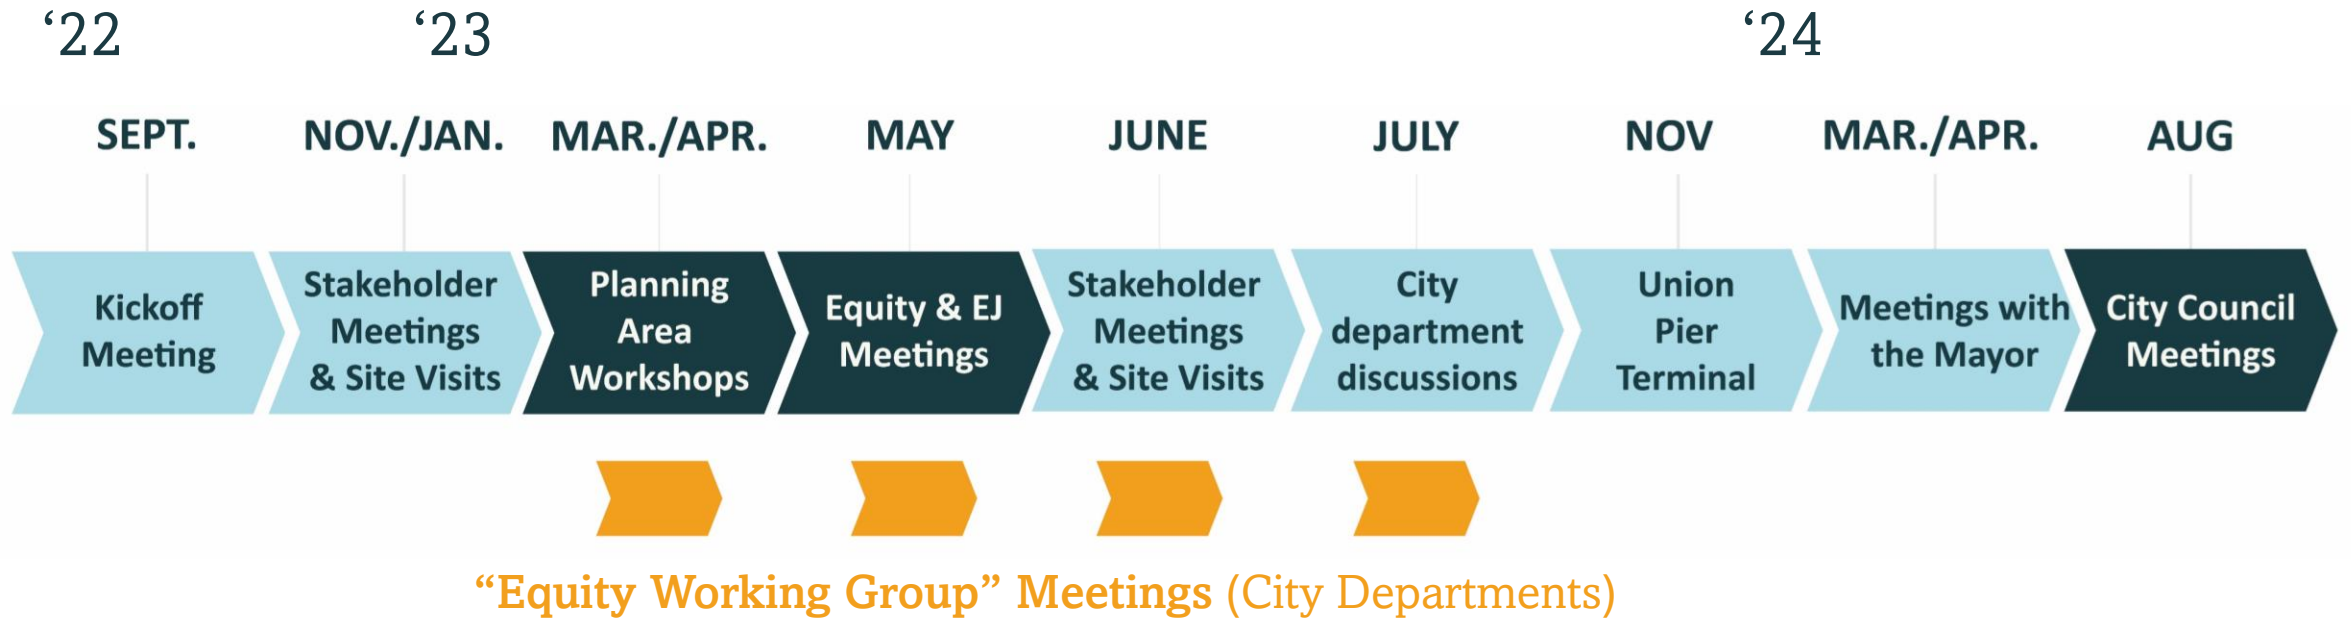 ‘22 ‘23 ‘24
SEPT. NOV./JAN. MAR./APR. MAY JUNE JULY NOV MAR./APR. AUG
Kickoff
Meeting
Stakeholder
Meetings
& Site Visits
Planning
Area
Workshops
Equity & EJ
Meetings
Stakeholder
Meetings
& Site Visits
City
department
discussions
Union
Pier
Terminal
Meetings with
the Mayor
City Council
Meetings
“Equity Working Group” Meetings (City Departments)